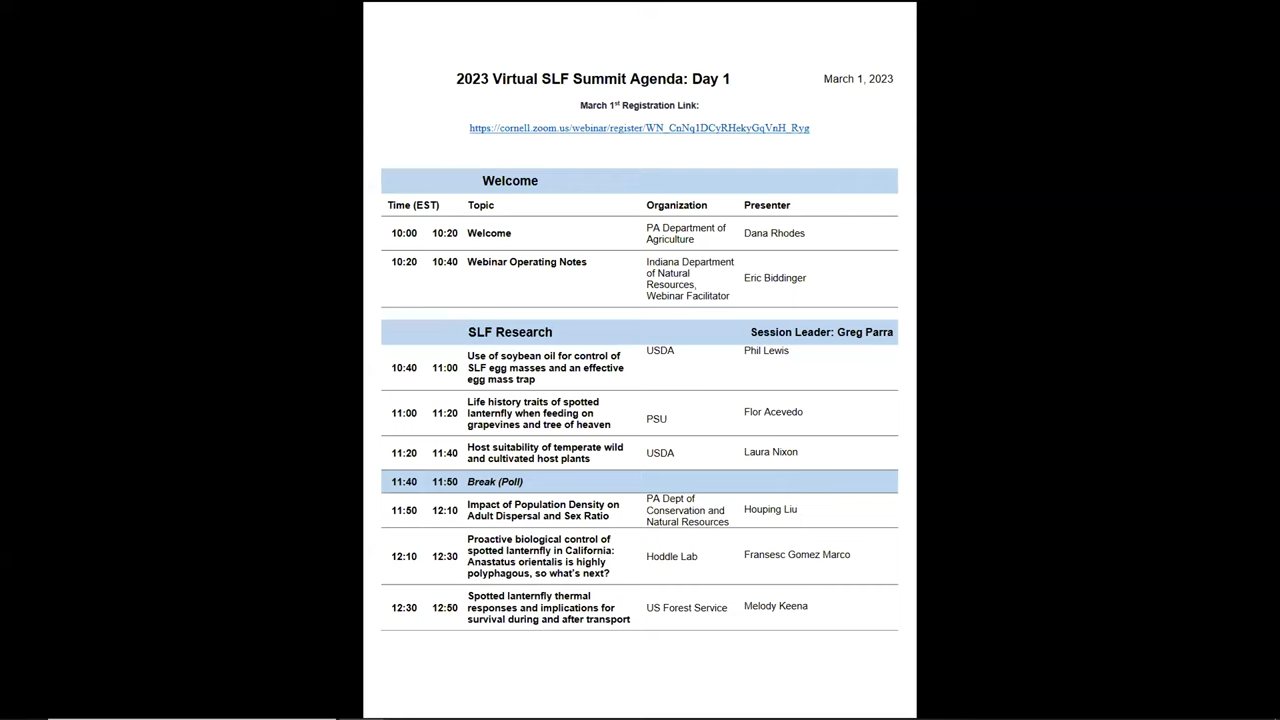 2023 Virtual SLF Summit Agenda: Day 1 March 1, 2023
March 1st Registration Link:
https://cornell.zoom.us/webinar/register/WN_CnNq1DCyRHekyGqVnH_Ryg
Welcome
Time (EST) Topic Organization Presenter
10:00 10:20 Welcome PA Department of Agriculture Dana Rhodes
10:20 10:40 Webinar Operating Notes Indiana Department of Natural Resources, Webinar Facilitator Eric Biddinger
SLF Research Session Leader: Greg Parra
10:40 11:00 Use of soybean oil for control of SLF egg masses and an effective egg mass trap USDA Phil Lewis
11:00 11:20 Life history traits of spotted lanternfly when feeding on grapevines and tree of heaven PSU Flor Acevedo
11:20 11:40 Host suitability of temperate wild and cultivated host plants USDA Laura Nixon
11:40 11:50 Break (Poll)
11:50 12:10 Impact of Population Density on Adult Dispersal and Sex Ratio PA Dept of Conservation and Natural Resources Houping Liu
12:10 12:30 Proactive biological control of spotted lanternfly in California: Anastatus orientalis is highly polyphagous, so what's next? Hoddle Lab Fransesc Gomez Marco
12:30 12:50 Spotted lanternfly thermal responses and implications for survival during and after transport US Forest Service Melody Keena